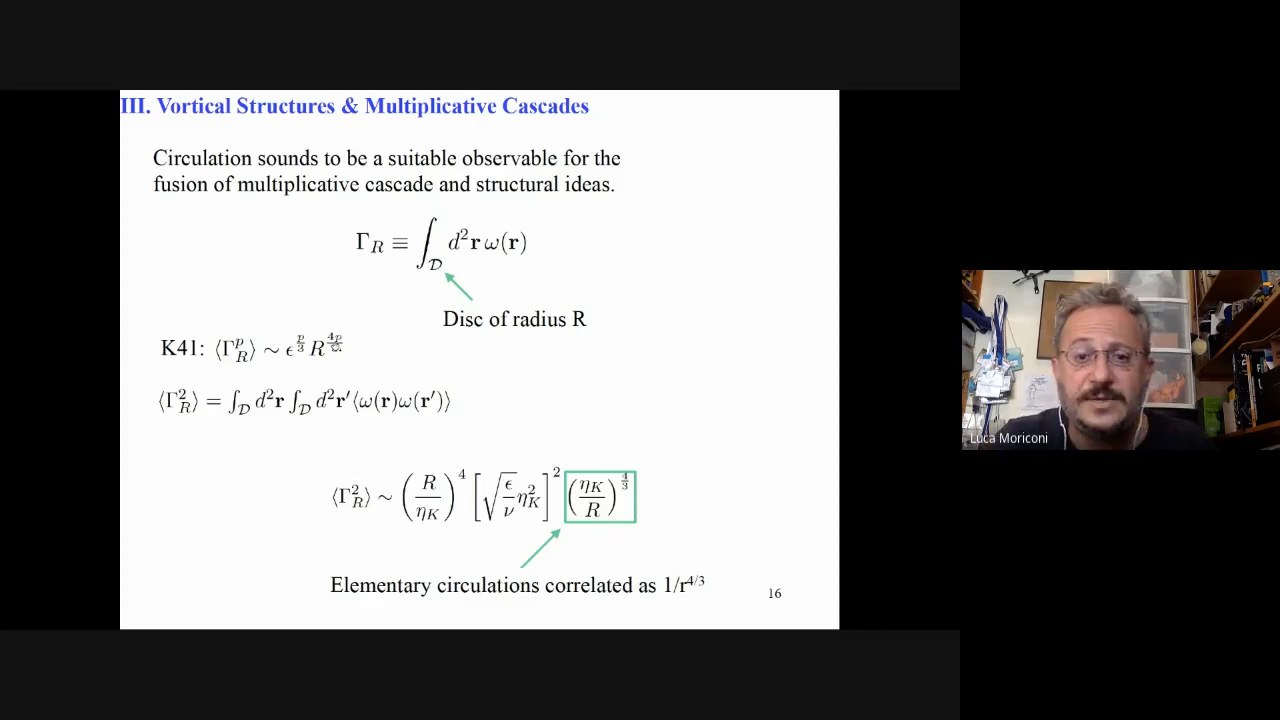 III. Vortical Structures & Multiplicative Cascades
Circulation sounds to be a suitable observable for the
fusion of multiplicative cascade and structural ideas.
Γ_R ≡ ∫_𝒟 d²r ω(r)
Disc of radius R
K41: ⟨Γ_R^p⟩ ∼ ϵ^{p/3} R^{4p/3}
⟨Γ_R²⟩ = ∫_𝒟 d²r ∫_𝒟 d²r′⟨ω(r)ω(r′)⟩
⟨Γ_R²⟩ ∼ (R/η_K)⁴ [√(ϵ/ν) η_K²]² (η_K/R)^{4/3}
Elementary circulations correlated as 1/r^{4/3}
16
Luca Moriconi